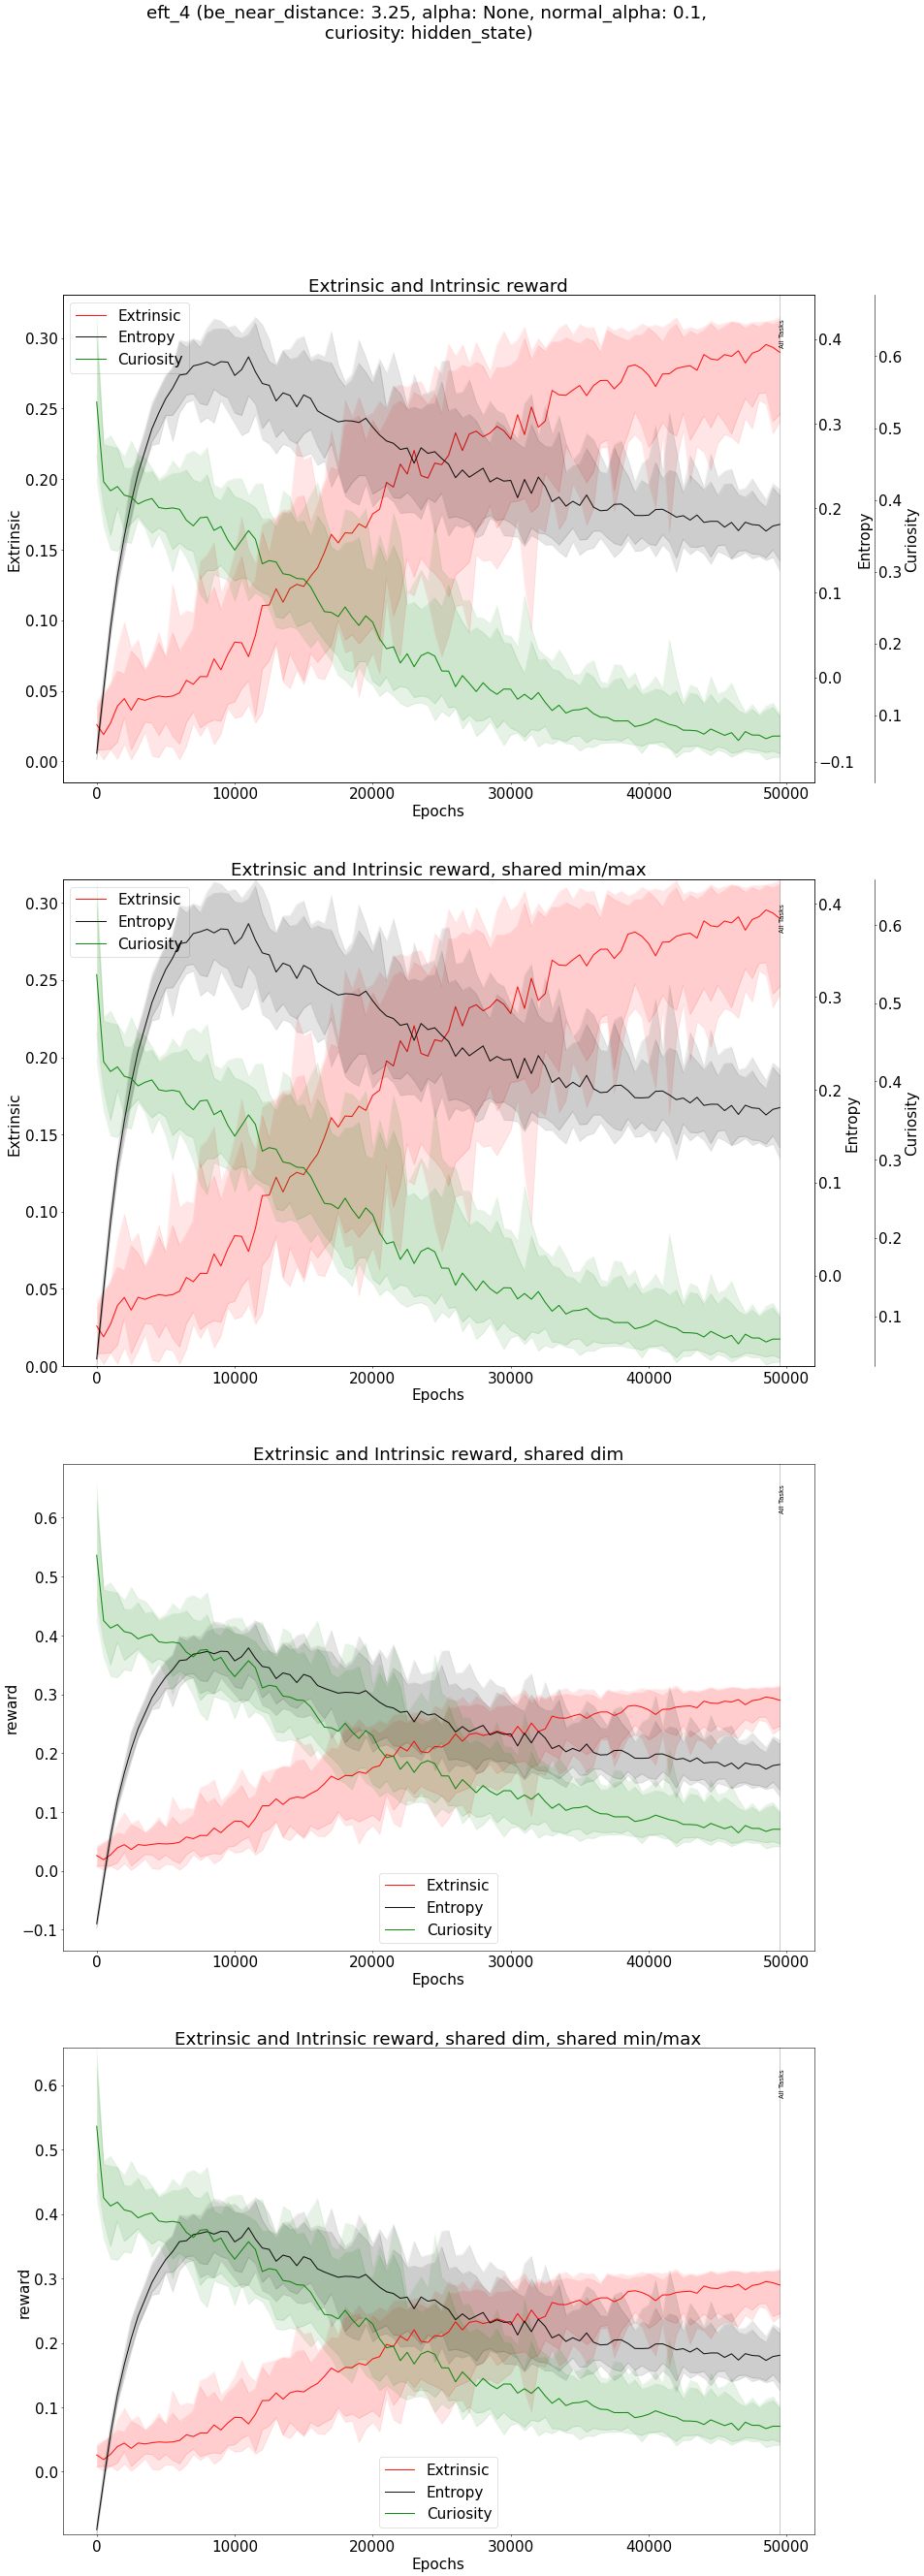 eft_4 (be_near_distance: 3.25, alpha: None, normal_alpha: 0.1,
curiosity: hidden_state)
Extrinsic and Intrinsic reward
Extrinsic
Entropy
Curiosity
All Tasks
0.30
0.25
0.20
0.15
0.10
0.05
0.00
Extrinsic
0.4
0.3
0.2
0.1
0.0
−0.1
Entropy
0.6
0.5
0.4
0.3
0.2
0.1
Curiosity
0 10000 20000 30000 40000 50000
Epochs
Extrinsic and Intrinsic reward, shared min/max
Extrinsic
Entropy
Curiosity
All Tasks
0.30
0.25
0.20
0.15
0.10
0.05
0.00
Extrinsic
0.4
0.3
0.2
0.1
0.0
Entropy
0.6
0.5
0.4
0.3
0.2
0.1
Curiosity
0 10000 20000 30000 40000 50000
Epochs
Extrinsic and Intrinsic reward, shared dim
All Tasks
0.6
0.5
0.4
0.3
0.2
0.1
0.0
−0.1
reward
Extrinsic
Entropy
Curiosity
0 10000 20000 30000 40000 50000
Epochs
Extrinsic and Intrinsic reward, shared dim, shared min/max
All Tasks
0.6
0.5
0.4
0.3
0.2
0.1
0.0
reward
Extrinsic
Entropy
Curiosity
0 10000 20000 30000 40000 50000
Epochs